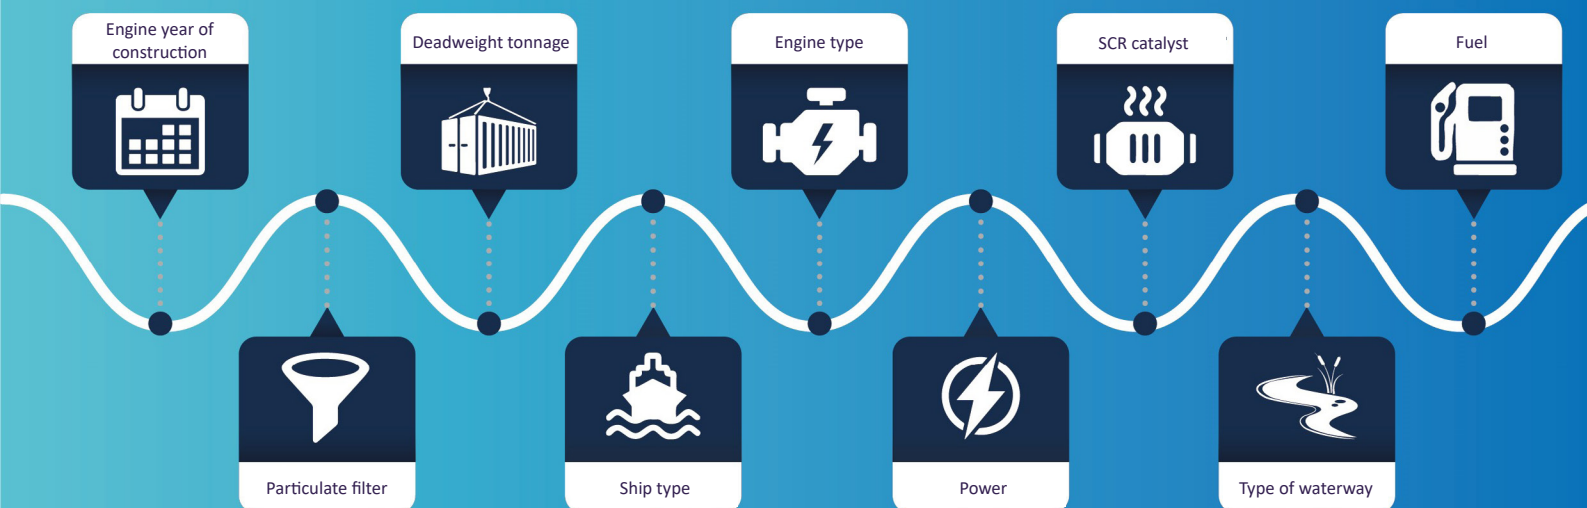 Engine year of
construction
Deadweight tonnage
Engine type
SCR catalyst
Fuel
Particulate filter
Ship type
Power
Type of waterway